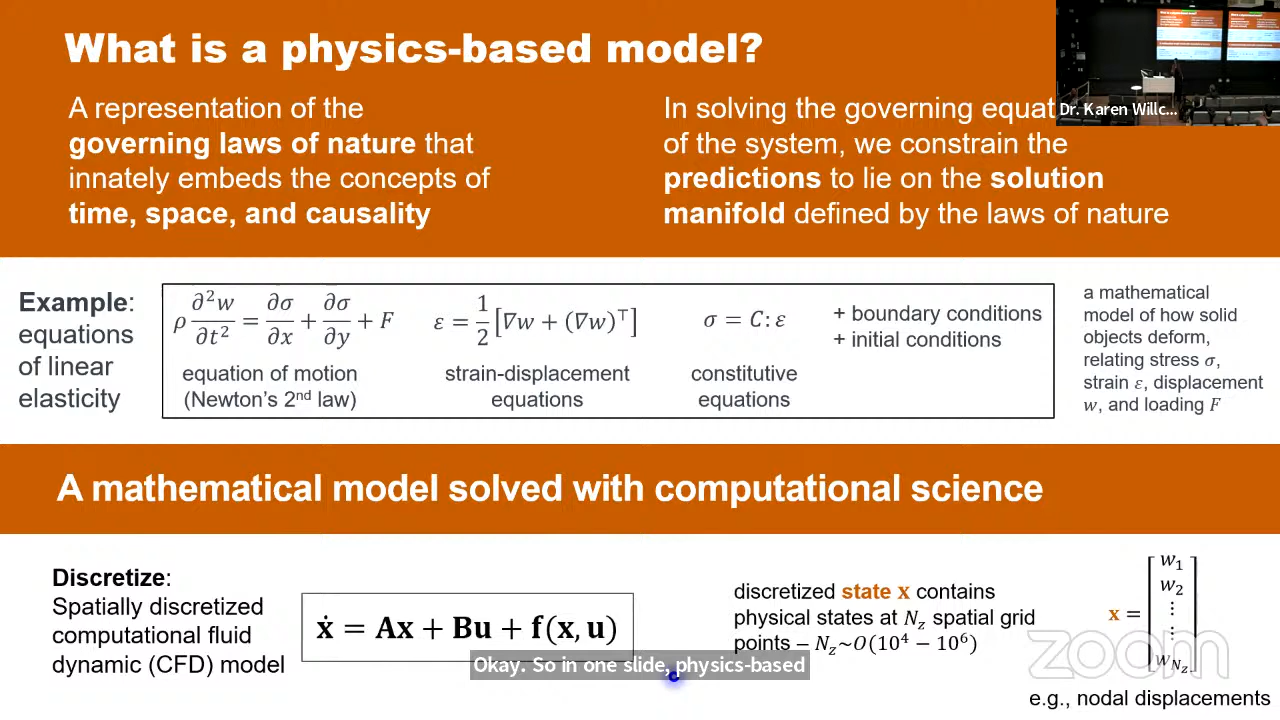 What is a physics-based model?
A representation of the
governing laws of nature that
innately embeds the concepts of
time, space, and causality
In solving the governing equat
of the system, we constrain the
predictions to lie on the solution
manifold defined by the laws of nature
Dr. Karen Willc...
Example:
equations
of linear
elasticity
ρ ∂²w/∂t² = ∂σ/∂x + ∂σ/∂y + F
equation of motion
(Newton's 2nd law)
ε = 1/2 [∇w + (∇w)⊤]
strain-displacement
equations
σ = C: ε
constitutive
equations
+ boundary conditions
+ initial conditions
a mathematical
model of how solid
objects deform,
relating stress σ,
strain ε, displacement
w, and loading F
A mathematical model solved with computational science
Discretize:
Spatially discretized
computational fluid
dynamic (CFD) model
ẋ = Ax + Bu + f(x, u)
discretized state x contains
physical states at N_z spatial grid
points – N_z~O(10⁴ − 10⁶)
x = [w₁ w₂ ⋮ ⋮ w_{N_z}]
e.g., nodal displacements
Okay. So in one slide, physics-based
zoom